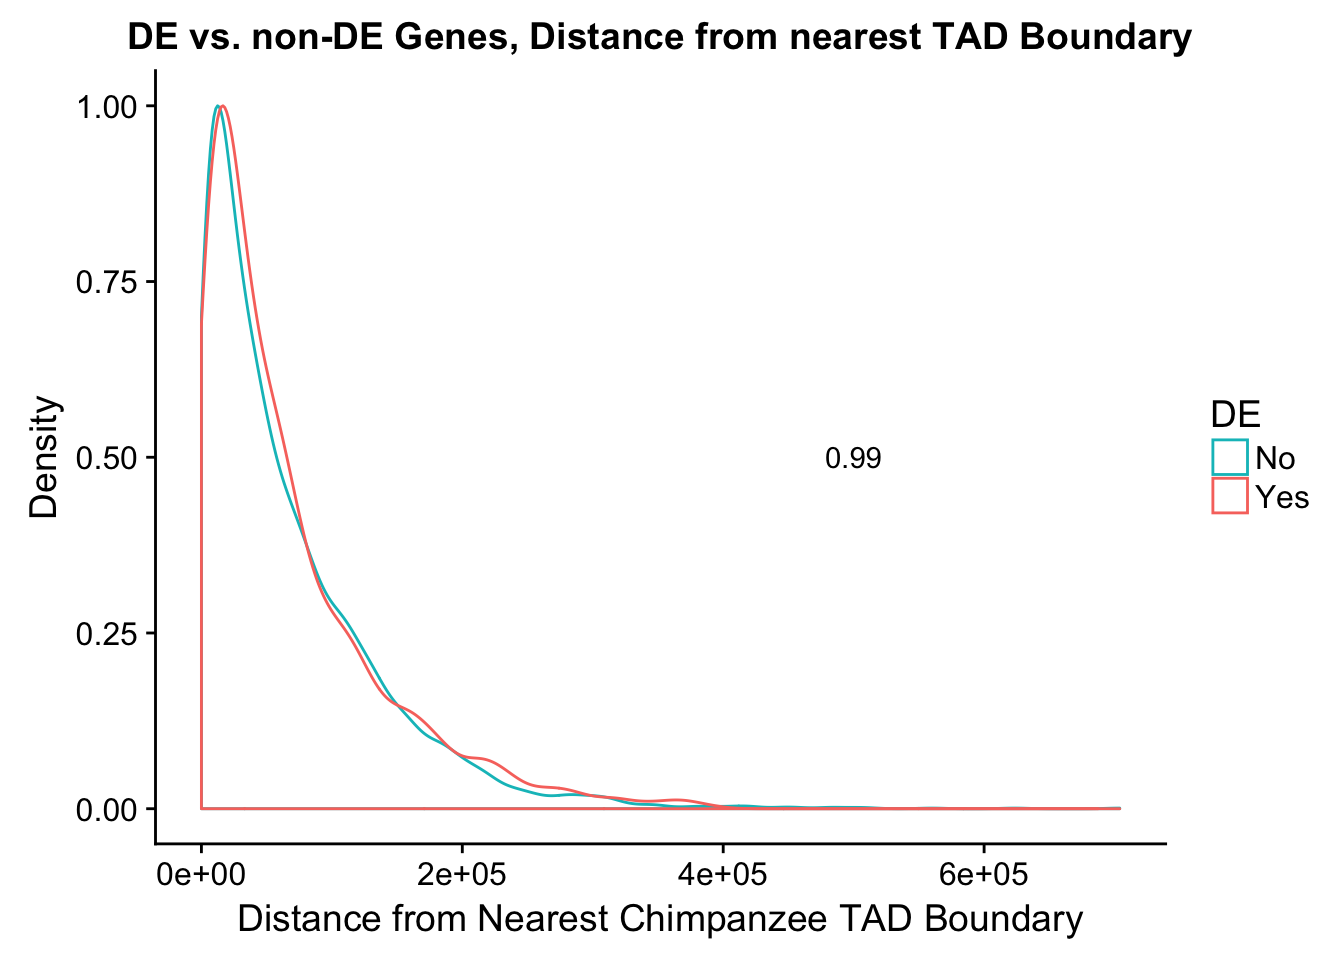 DE vs. non-DE Genes, Distance from nearest TAD Boundary
1.00
0.75
0.50
0.25
0.00
Density
0.99
DE
No
Yes
0e+00 2e+05 4e+05 6e+05
Distance from Nearest Chimpanzee TAD Boundary